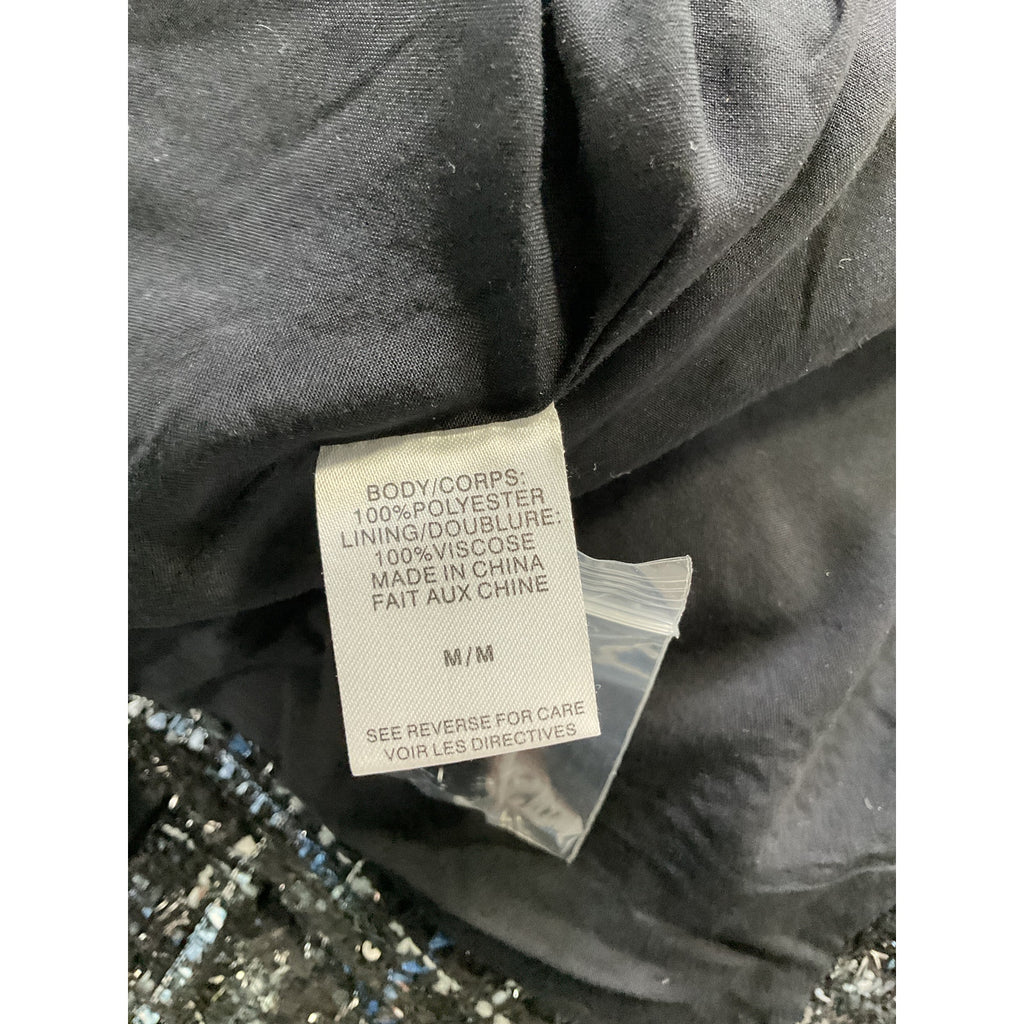 BODY/CORPS:
100%POLYESTER
LINING/DOUBLURE:
100%VISCOSE
MADE IN CHINA
FAIT AUX CHINE
M/M
SEE REVERSE FOR CARE
VOIR LES DIRECTIVES